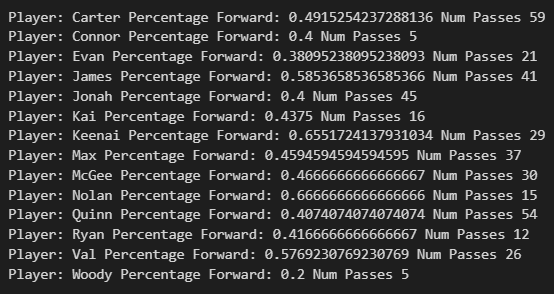 Player: Carter Percentage Forward: 0.4915254237288136 Num Passes 59
Player: Connor Percentage Forward: 0.4 Num Passes 5
Player: Evan Percentage Forward: 0.38095238095238093 Num Passes 21
Player: James Percentage Forward: 0.5853658536585366 Num Passes 41
Player: Jonah Percentage Forward: 0.4 Num Passes 45
Player: Kai Percentage Forward: 0.4375 Num Passes 16
Player: Keenai Percentage Forward: 0.6551724137931034 Num Passes 29
Player: Max Percentage Forward: 0.4594594594594595 Num Passes 37
Player: McGee Percentage Forward: 0.4666666666666667 Num Passes 30
Player: Nolan Percentage Forward: 0.6666666666666666 Num Passes 15
Player: Quinn Percentage Forward: 0.4074074074074074 Num Passes 54
Player: Ryan Percentage Forward: 0.4166666666666667 Num Passes 12
Player: Val Percentage Forward: 0.5769230769230769 Num Passes 26
Player: Woody Percentage Forward: 0.2 Num Passes 5